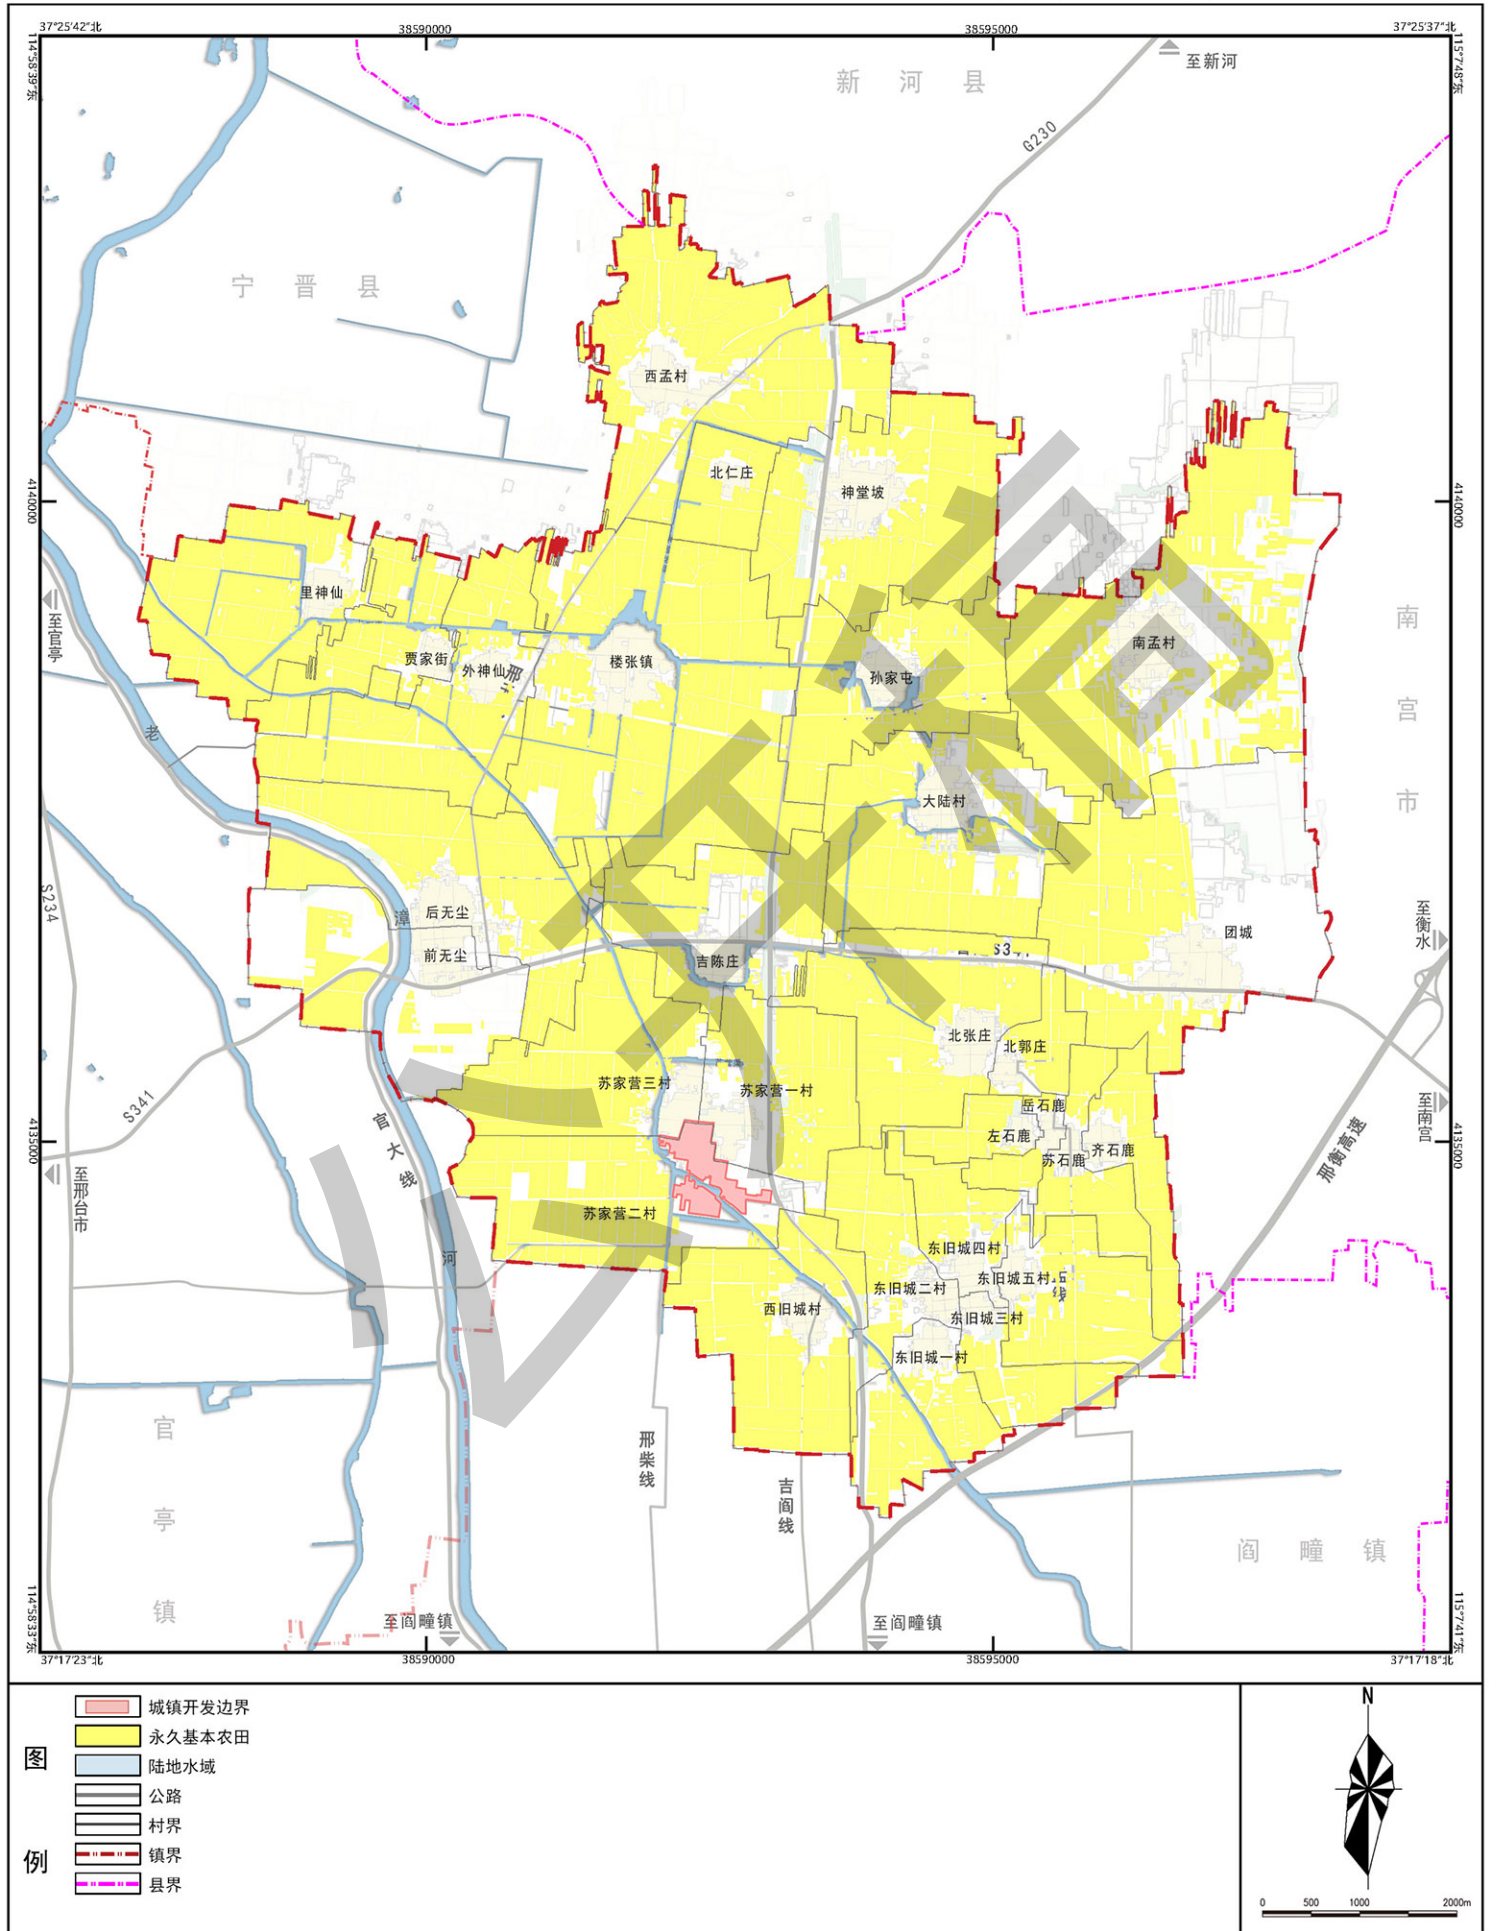 37°25′42″北
38590000
38595000
37°25′37″北
114°58′39″东
115°7′48″东
至新河
新河县
G230
宁晋县
西孟村
北仁庄
神堂坡
4140000
4140000
里神仙
至官亭
贾家街
外神仙
邢
楼张镇
孙家屯
南孟村
南宫市
老
大陆村
S234
后无尘
漳
前无尘
吉陈庄
S341
团城
至衡水
北张庄
北郭庄
苏家营三村
苏家营一村
S341
官大线
岳石鹿
左石鹿
苏石鹿
齐石鹿
至南宫
邢衡高速
4135000
4135000
至邢台市
苏家营二村
河
东旧城四村
东旧城二村
东旧城五村
线
西旧城村
东旧城三村
东旧城一村
官亭镇
邢柴线
吉阎线
阎疃镇
至阎疃镇
至阎疃镇
114°58′33″东
115°7′41″东
37°17′23″北
38590000
38595000
37°17′18″北
公开稿
图例
城镇开发边界
永久基本农田
陆地水域
公路
村界
镇界
县界
N
0 500 1000 2000m